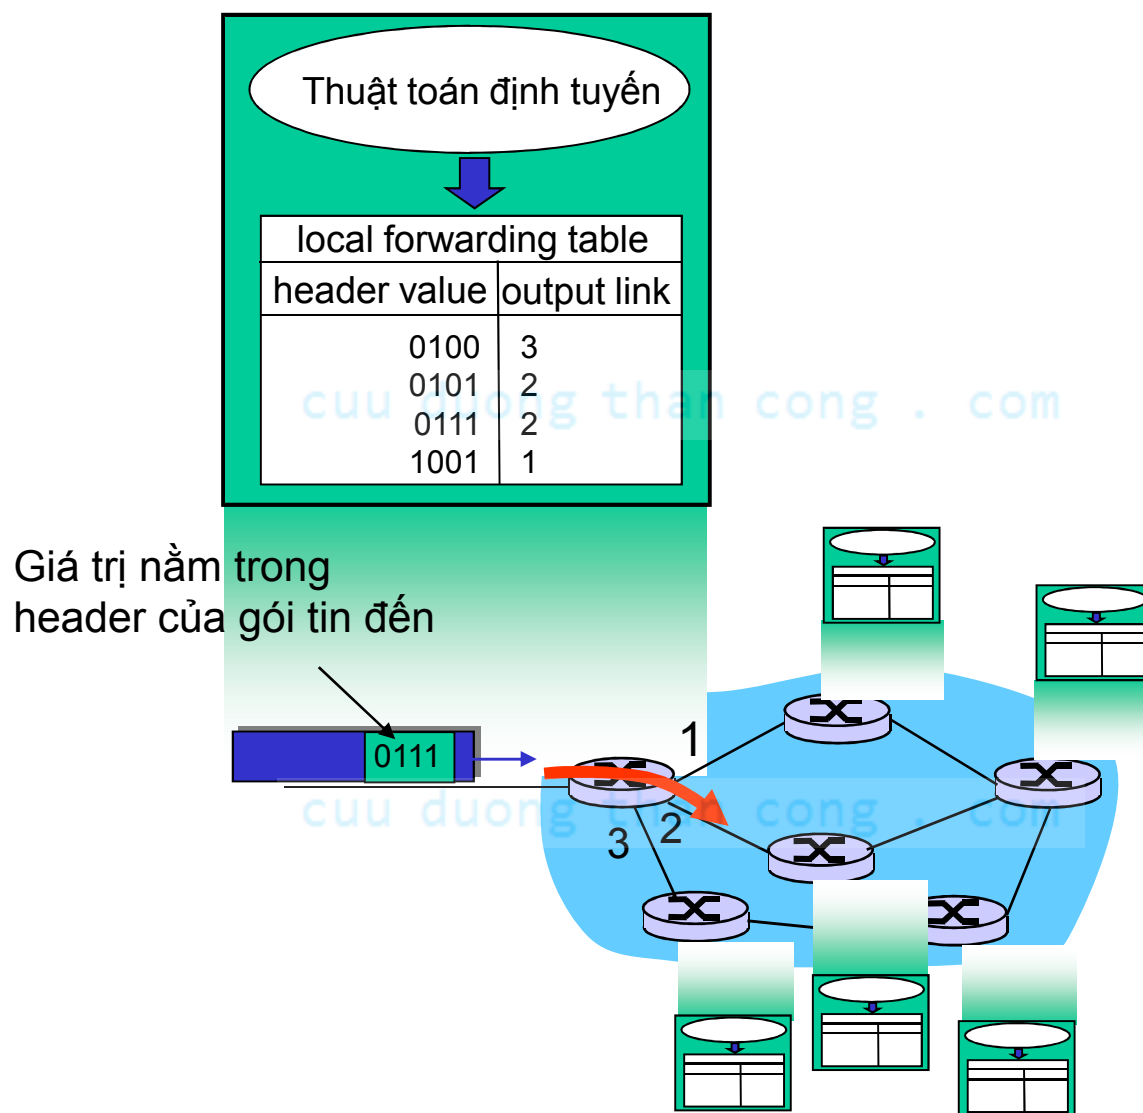 Thuật toán định tuyến
local forwarding table
header value output link
0100 3
0101 2
0111 2
1001 1
cuu duong than cong . com
Giá trị nằm trong
header của gói tin đến
0111
1
2
3
cuu duong than cong . com